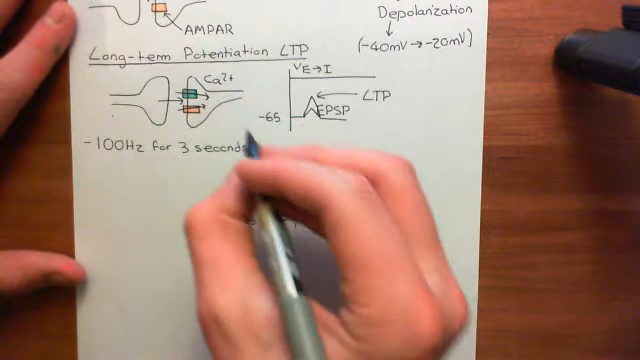 AMPAR
Depolarization
(-40mV → -20mV)
Long-term Potentiation LTP
Ca2+
VE→I
LTP
EPSP
-65
-100Hz for 3 seconds